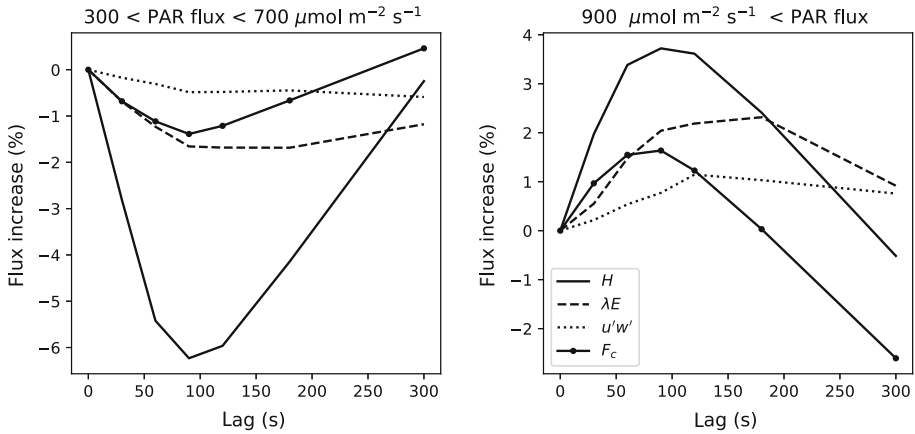 300 < PAR flux < 700 μmol m⁻² s⁻¹
Flux increase (%)
0
−1
−2
−3
−4
−5
−6
0 50 100 150 200 250 300
Lag (s)
900 μmol m⁻² s⁻¹ < PAR flux
Flux increase (%)
4
3
2
1
0
−1
−2
H
λE
u'w'
F_c
0 50 100 150 200 250 300
Lag (s)